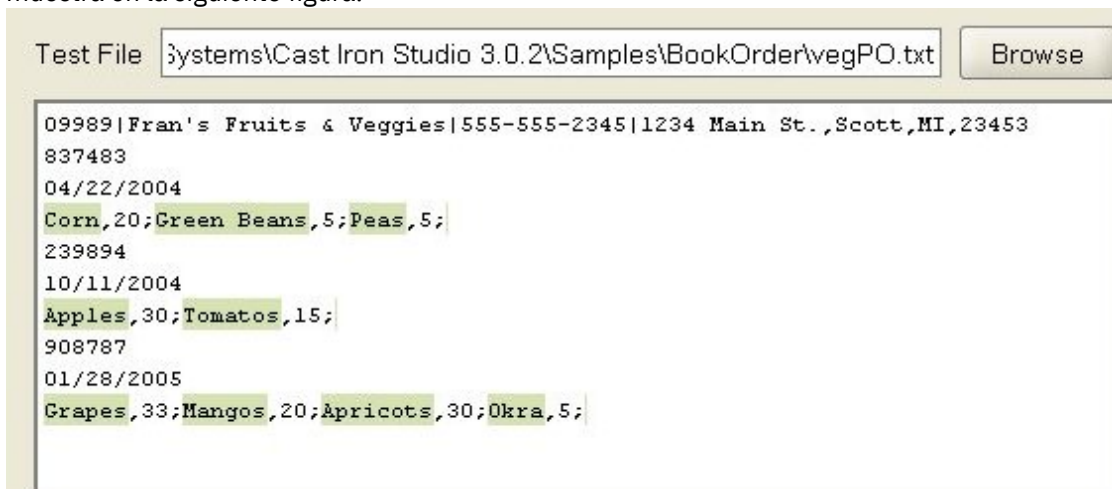 muestra en la siguiente figura.
Test File Systems\Cast Iron Studio 3.0.2\Samples\BookOrder\vegPO.txt Browse
09989|Fran's Fruits & Veggies|555-555-2345|1234 Main St.,Scott,MI,23453
837483
04/22/2004
Corn,20;Green Beans,5;Peas,5;
239894
10/11/2004
Apples,30;Tomatos,15;
908787
01/28/2005
Grapes,33;Mangos,20;Apricots,30;Okra,5;